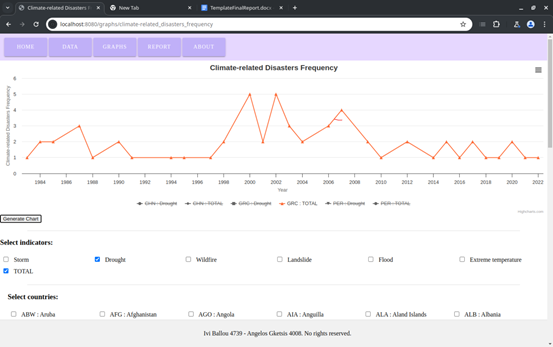 Climate-related Disasters F
New Tab
TemplateFinalReport.docx
localhost:8080/graphs/climate-related_disasters_frequency
HOME
DATA
GRAPHS
REPORT
ABOUT
Climate-related Disasters Frequency
Climate-related Disasters Frequency
6
5
4
3
2
1
0
1984 1986 1988 1990 1992 1994 1996 1998 2000 2002 2004 2006 2008 2010 2012 2014 2016 2018 2020 2022
Year
CHN : Drought CHN : TOTAL GRC : Drought GRC : TOTAL PER : Drought PER : TOTAL
Highcharts.com
Generate Chart
Select indicators:
Storm Drought Wildfire Landslide Flood Extreme temperature
TOTAL
Select countries:
ABW : Aruba AFG : Afghanistan AGO : Angola AIA : Anguilla ALA : Aland Islands ALB : Albania
Ivi Ballou 4739 - Angelos Gketsis 4008. No rights reserved.